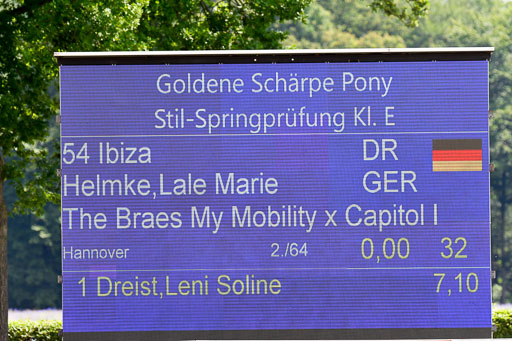 Goldene Schärpe Pony
Stil-Springprüfung Kl. E
54 Ibiza DR
Helmke,Lale Marie GER
The Braes My Mobility x Capitol I
Hannover 2./64 0,00 32
1 Dreist,Leni Soline 7,10